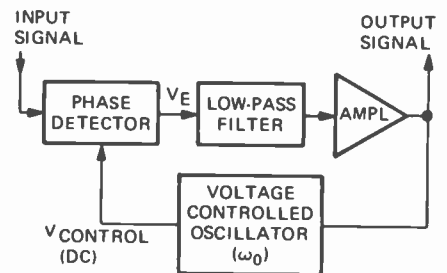 INPUT
SIGNAL
OUTPUT
SIGNAL
PHASE
DETECTOR
VE
LOW-PASS
FILTER
AMPL
VCONTROL
(DC)
VOLTAGE
CONTROLLED
OSCILLATOR
(ω0)